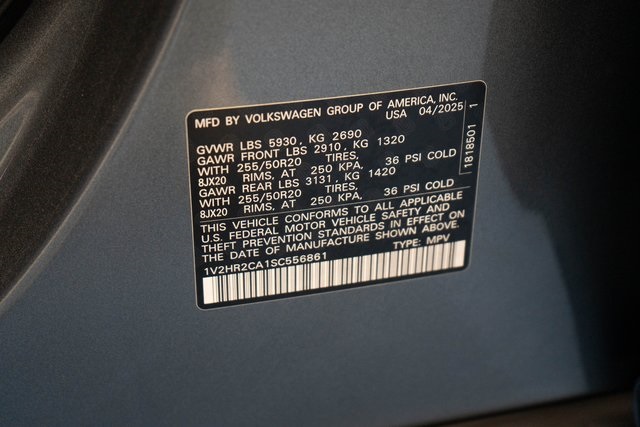 MFD BY VOLKSWAGEN GROUP OF AMERICA, INC.
USA 04/2025
GVWR LBS 5930, KG 2690
GAWR FRONT LBS 2910, KG 1320
WITH 255/50R20 TIRES,
8JX20 RIMS, AT 250 KPA, 36 PSI COLD
GAWR REAR LBS 3131, KG 1420
WITH 255/50R20 TIRES,
8JX20 RIMS, AT 250 KPA, 36 PSI COLD
THIS VEHICLE CONFORMS TO ALL APPLICABLE
U.S. FEDERAL MOTOR VEHICLE SAFETY AND
THEFT PREVENTION STANDARDS IN EFFECT ON
THE DATE OF MANUFACTURE SHOWN ABOVE.
TYPE: MPV
1V2HR2CA1SC556861
1818501 1